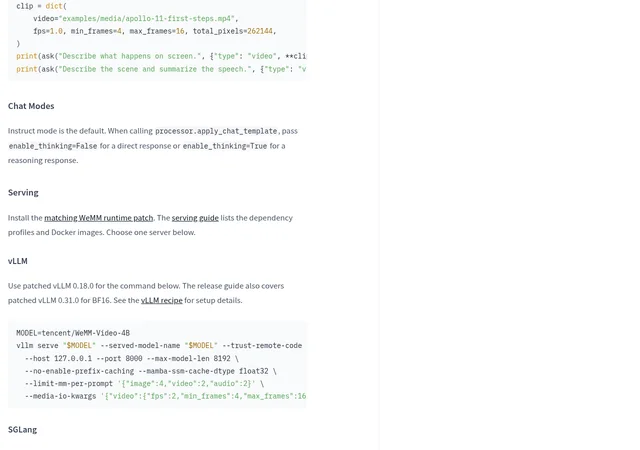 clip = dict(
video="examples/media/apollo-11-first-steps.mp4",
fps=1.0, min_frames=4, max_frames=16, total_pixels=262144,
)
print(ask("Describe what happens on screen.", {"type": "video", **cli
print(ask("Describe the scene and summarize the speech.", {"type": "v
Chat Modes
Instruct mode is the default. When calling processor.apply_chat_template, pass
enable_thinking=False for a direct response or enable_thinking=True for a
reasoning response.
Serving
Install the matching WeMM runtime patch. The serving guide lists the dependency
profiles and Docker images. Choose one server below.
vLLM
Use patched vLLM 0.18.0 for the command below. The release guide also covers
patched vLLM 0.31.0 for BF16. See the vLLM recipe for setup details.
MODEL=tencent/WeMM-Video-4B
vllm serve "$MODEL" --served-model-name "$MODEL" --trust-remote-code
--host 127.0.0.1 --port 8000 --max-model-len 8192 \
--no-enable-prefix-caching --mamba-ssm-cache-dtype float32 \
--limit-mm-per-prompt '{"image":4,"video":2,"audio":2}' \
--media-io-kwargs '{"video":{"fps":2,"min_frames":4,"max_frames":16
SGLang